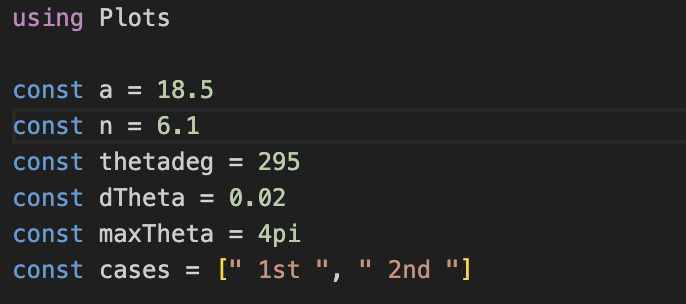 using Plots
const a = 18.5
const n = 6.1
const thetadeg = 295
const dTheta = 0.02
const maxTheta = 4pi
const cases = [" 1st ", " 2nd "]